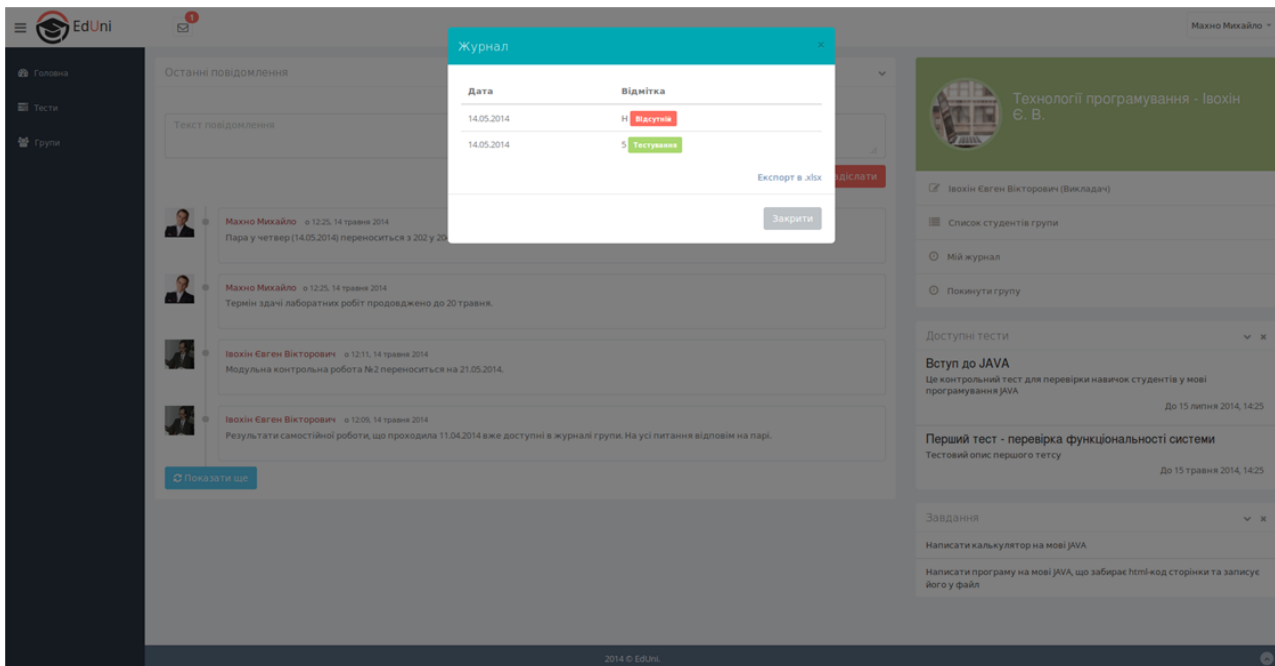 EdUni
1
Махно Михайло
Головна
Тести
Групи
Останні повідомлення
Текст повідомлення
Журнал
×
Дата Відмітка
14.05.2014 Н Відсутній
14.05.2014 5 Тестування
Експорт в .xlsx
Закрити
Махно Михайло о 12:25, 14 травня 2014
Пара у четвер (14.05.2014) переноситься з 202 у
Махно Михайло о 12:25, 14 травня 2014
Термін здачі лаборатних робіт продовджено до 20 травня.
Івохін Євген Вікторович о 12:11, 14 травня 2014
Модульна контрольна робота №2 переноситься на 21.05.2014.
Івохін Євген Вікторович о 12:09, 14 травня 2014
Результати самостійної роботи, що проходила 11.04.2014 вже доступні в журналі групи. На усі питання відповім на парі.
Показати ще
Технології програмування - Івохін
Є. В.
Івохін Євген Вікторович (Викладач)
Список студентів групи
Мій журнал
Покинути групу
Доступні тести
Вступ до JAVA
Це контрольний тест для перевірки навичок студентів у мові
програмування JAVA
До 15 липня 2014, 14:25
Перший тест - перевірка функціональності системи
Тестовий опис першого тетсу
До 15 травня 2014, 14:25
Завдання
Написати калькулятор на мові JAVA
Написати програму на мові JAVA, що забирає html-код сторінки та записує
його у файл
2014 © EdUni.